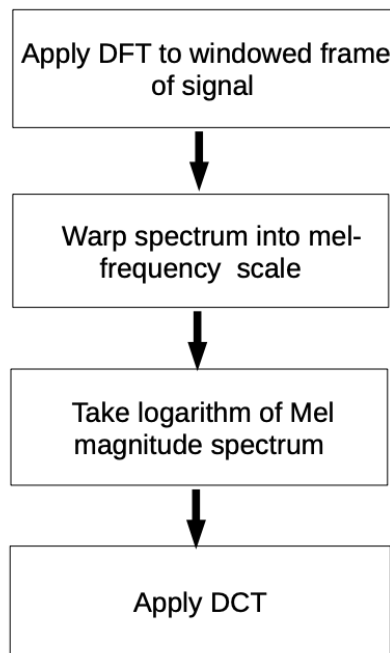 Apply DFT to windowed frame
of signal
Warp spectrum into mel-
frequency scale
Take logarithm of Mel
magnitude spectrum
Apply DCT